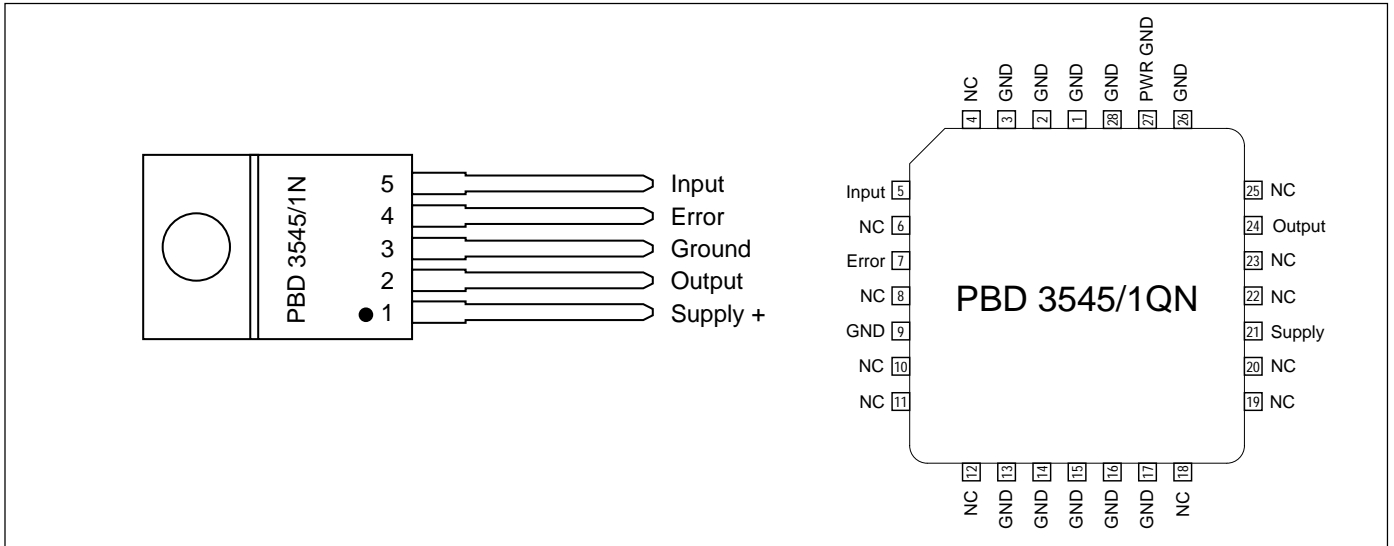 PBD 3545/1N
5 Input
4 Error
3 Ground
2 Output
1 Supply +
PBD 3545/1QN
4 NC
3 GND
2 GND
1 GND
28 GND
27 PWR GND
26 GND
Input 5
NC 6
Error 7
NC 8
GND 9
NC 10
NC 11
25 NC
24 Output
23 NC
22 NC
21 Supply
20 NC
19 NC
NC 12
GND 13
GND 14
GND 15
GND 16
GND 17
NC 18